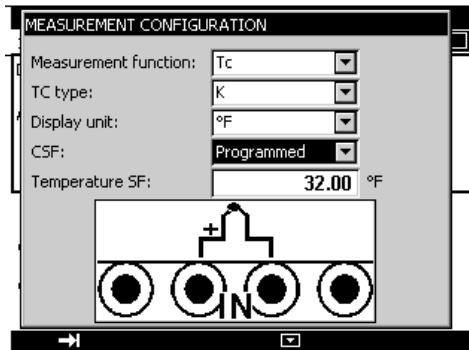 MEASUREMENT CONFIGURATION
Measurement function: Tc
TC type: K
Display unit: °F
CSF: Programmed
Temperature SF: 32.00 °F
+
IN